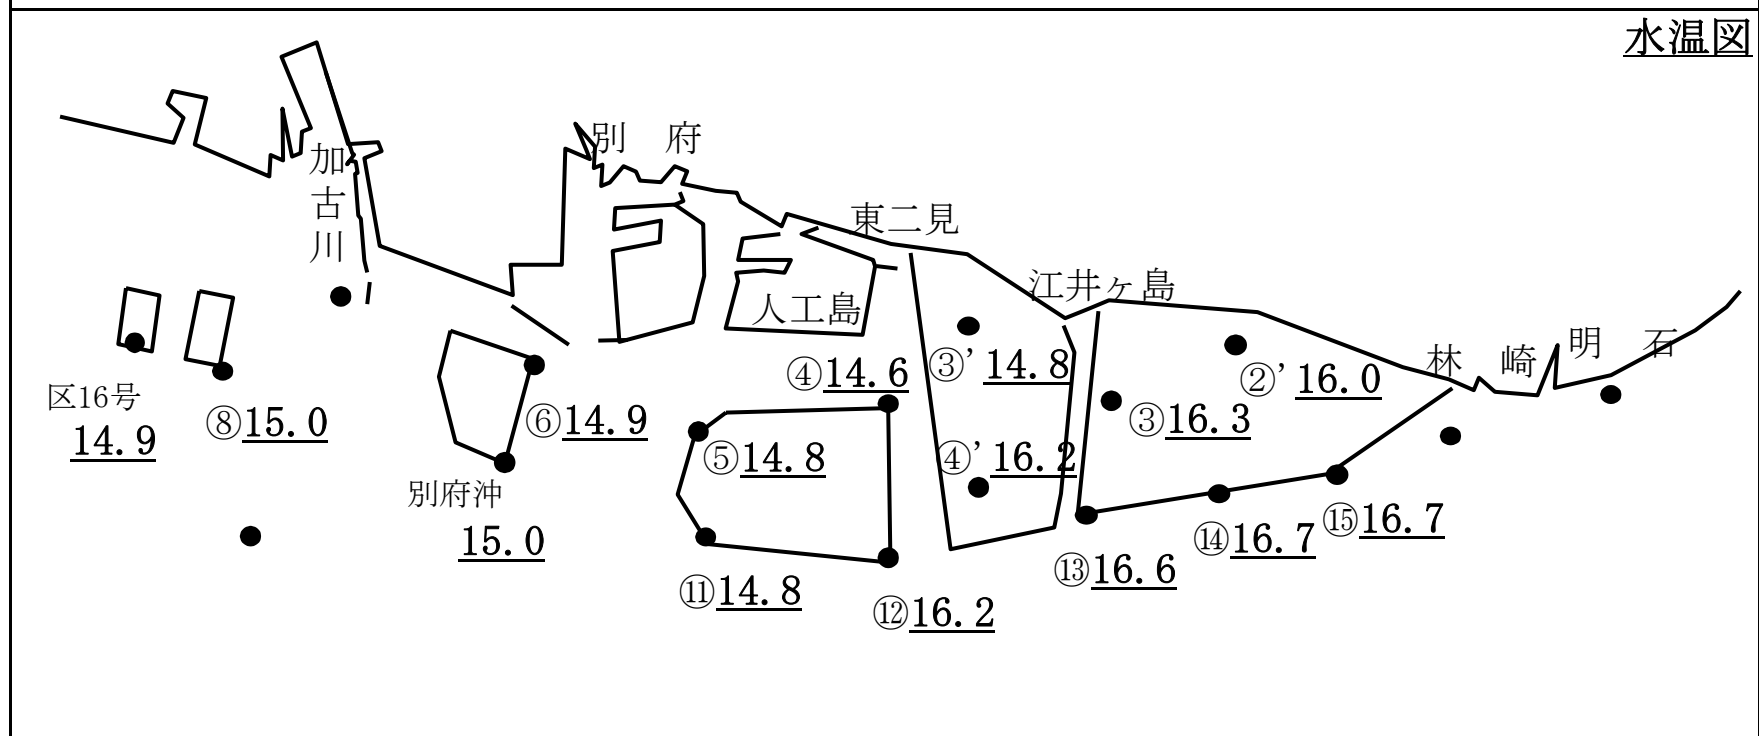 水温図
別 府
加古川
東二見
江井ヶ島
人工島
林 崎
明 石
④14.6
③’14.8
②’16.0
区16号
14.9
⑧15.0
⑥14.9
③16.3
⑤14.8
④’16.2
別府沖
15.0
⑭16.7
⑮16.7
⑬16.6
⑪14.8
⑫16.2